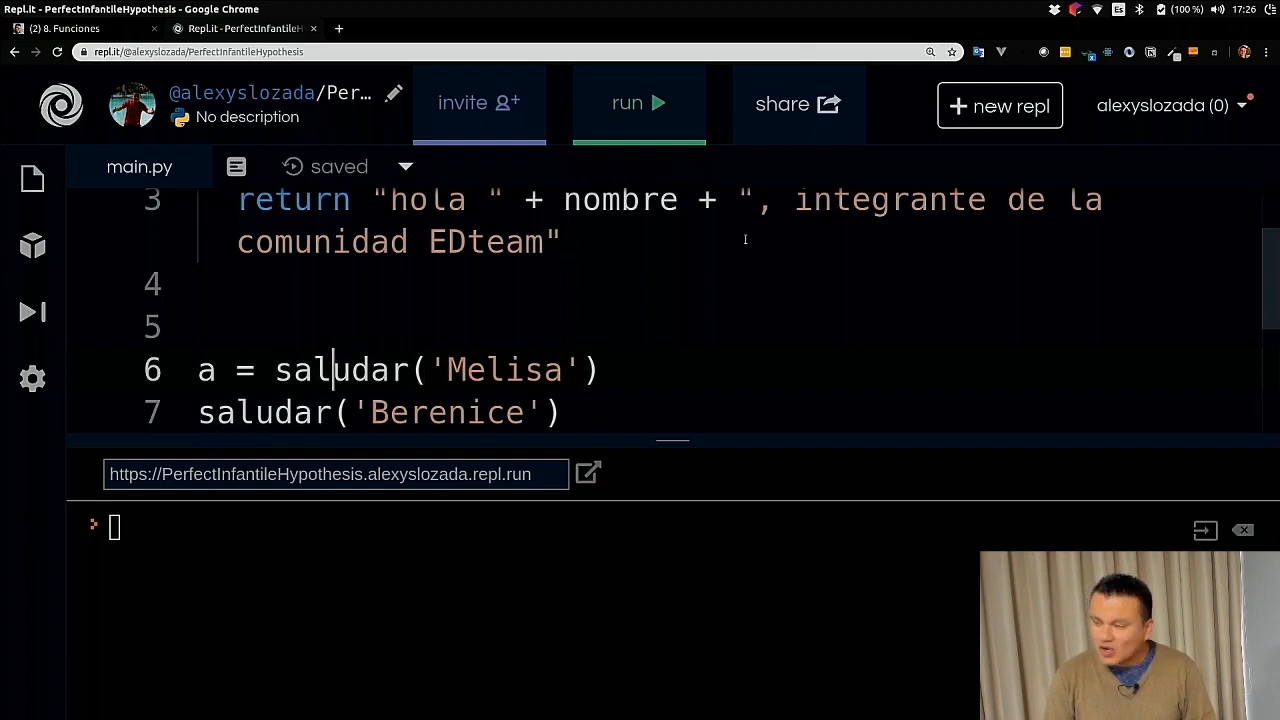 Repl.it - PerfectInfantileHypothesis - Google Chrome
Es (100 %) 17:26
(2) 8. Funciones × Repl.it - PerfectInfantileH × +
repl.it/@alexyslozada/PerfectInfantileHypothesis
@alexyslozada/Per...
No description
invite
run
share
+ new repl
alexyslozada (0)
main.py
saved
3 return "hola " + nombre + ", integrante de la
comunidad EDteam"
4
5
6 a = saludar('Melisa')
7 saludar('Berenice')
https://PerfectInfantileHypothesis.alexyslozada.repl.run